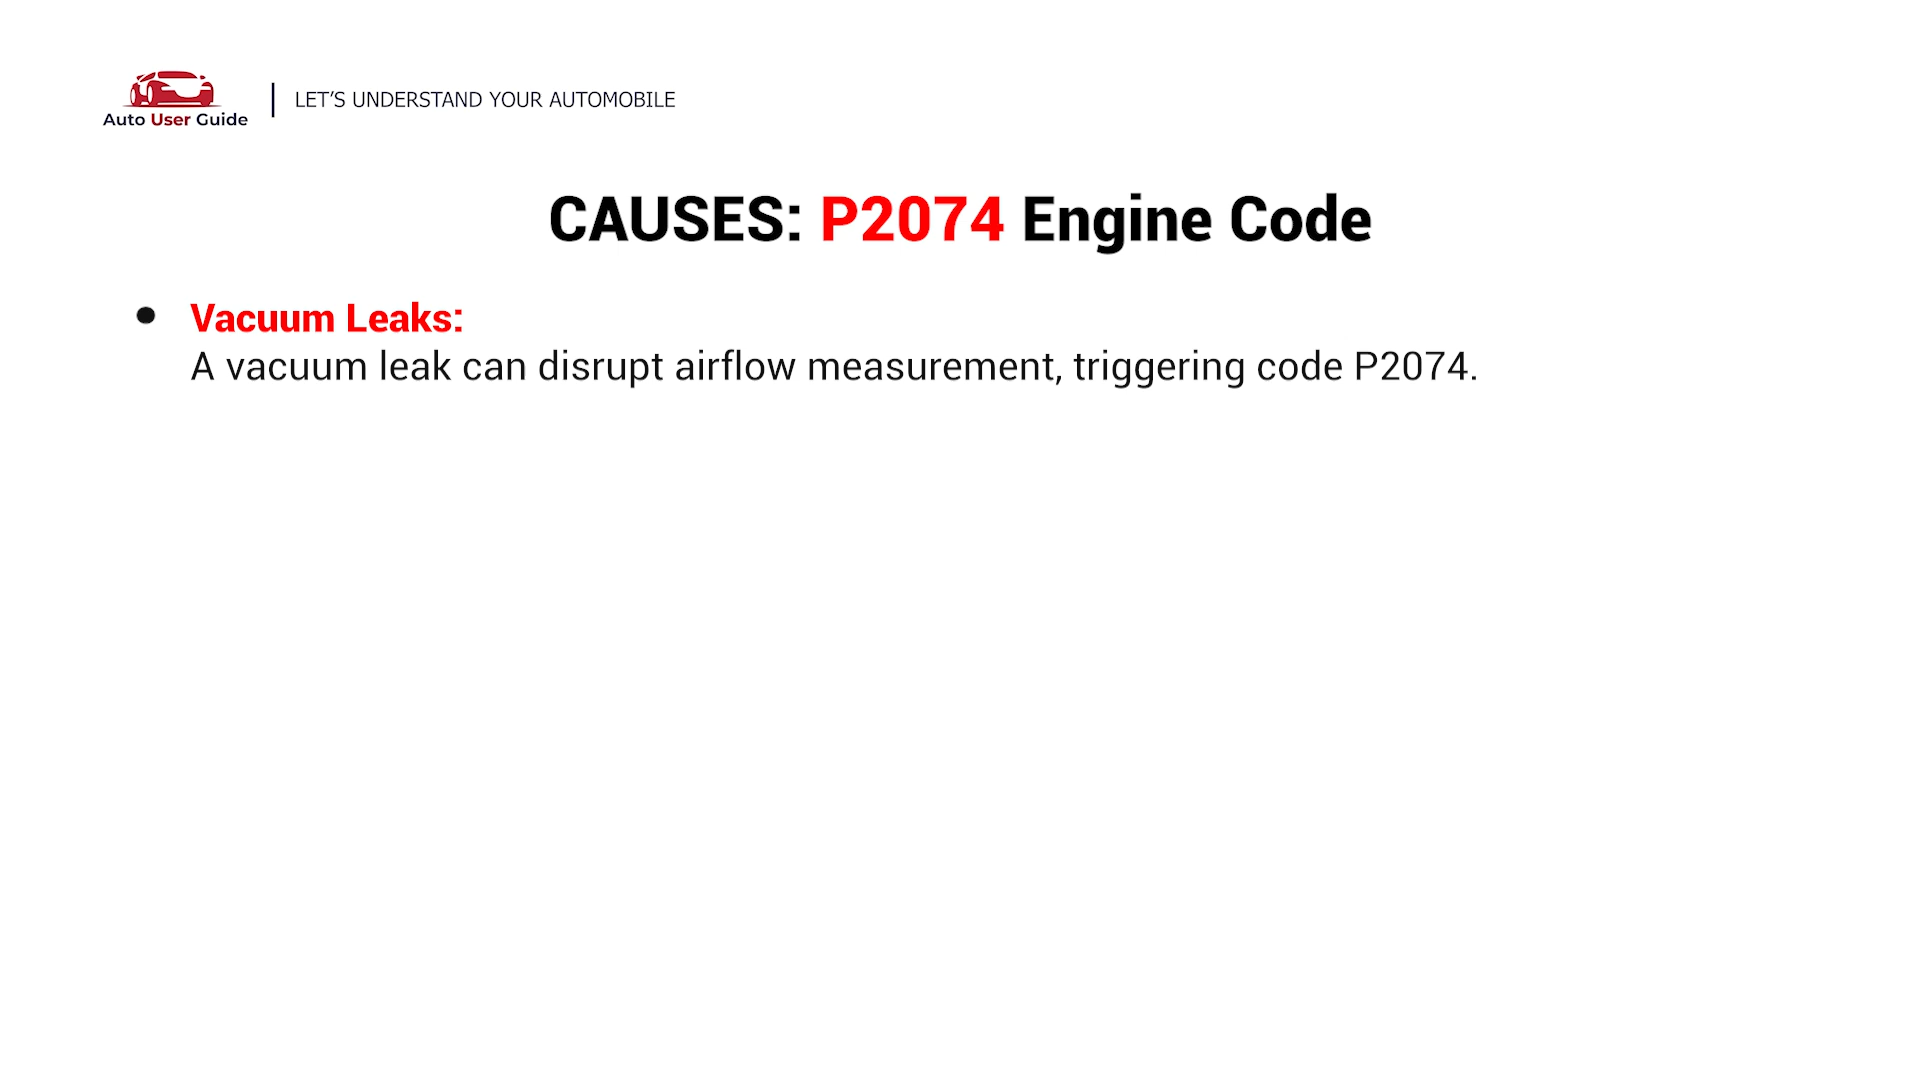 Auto User Guide
LET'S UNDERSTAND YOUR AUTOMOBILE
CAUSES: P2074 Engine Code
Vacuum Leaks:
A vacuum leak can disrupt airflow measurement, triggering code P2074.